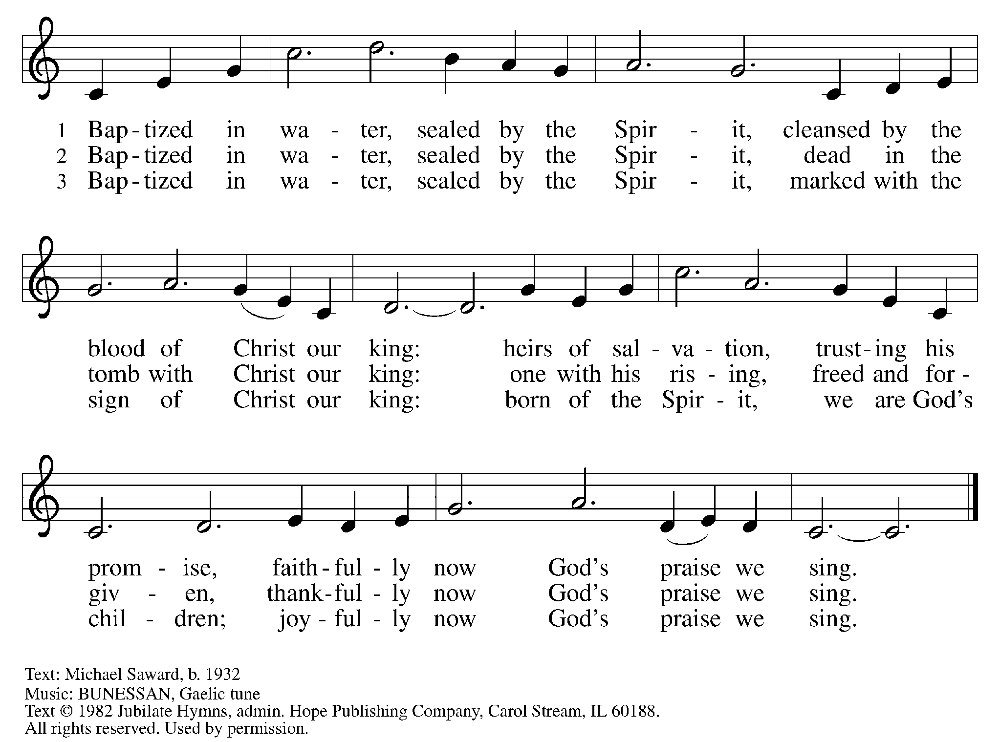 1 Bap - tized in wa - ter, sealed by the Spir - it, cleansed by the
2 Bap - tized in wa - ter, sealed by the Spir - it, dead in the
3 Bap - tized in wa - ter, sealed by the Spir - it, marked with the
blood of Christ our king: heirs of sal - va - tion, trust - ing his
tomb with Christ our king: one with his ris - ing, freed and for -
sign of Christ our king: born of the Spir - it, we are God's
prom - ise, faith - ful - ly now God's praise we sing.
giv - en, thank - ful - ly now God's praise we sing.
chil - dren; joy - ful - ly now God's praise we sing.
Text: Michael Saward, b. 1932
Music: BUNESSAN, Gaelic tune
Text © 1982 Jubilate Hymns, admin. Hope Publishing Company, Carol Stream, IL 60188.
All rights reserved. Used by permission.